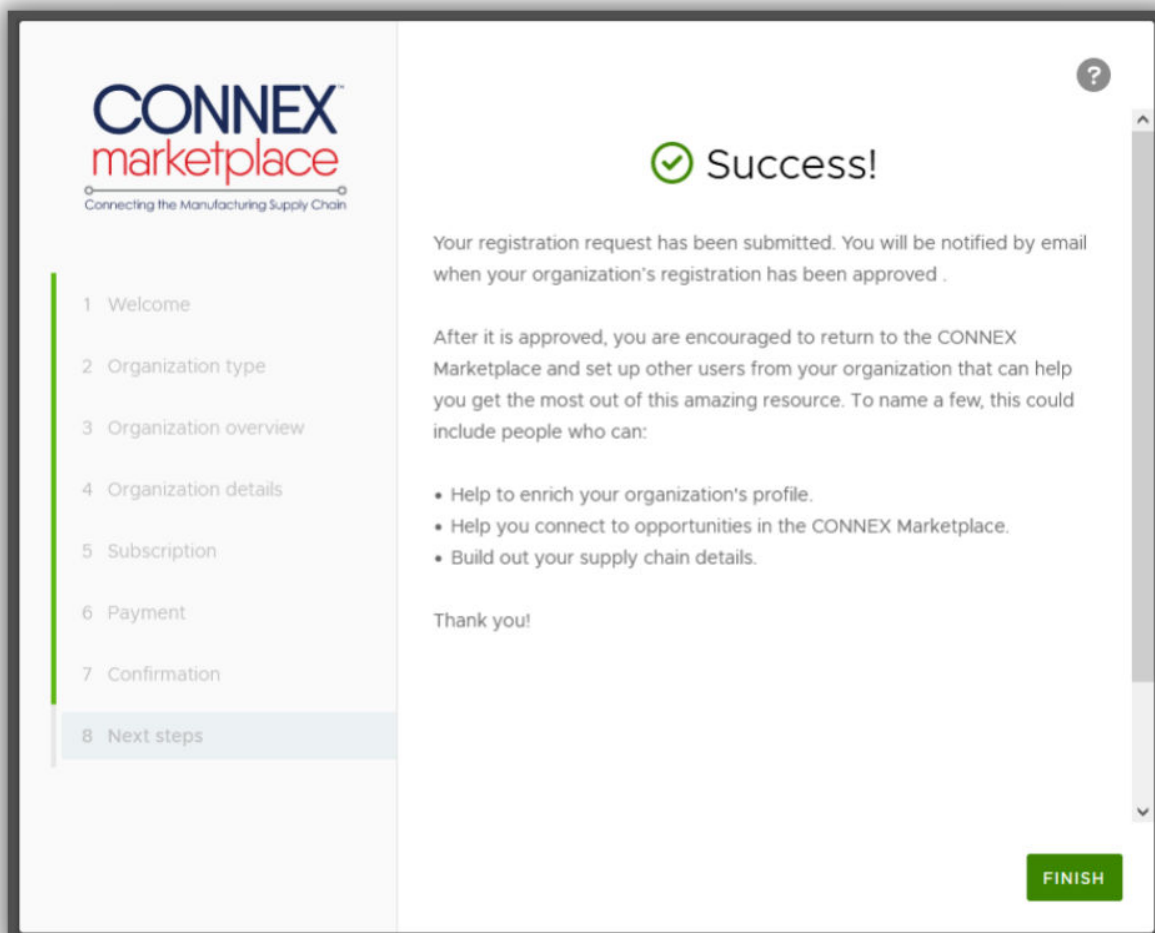 CONNEX™
marketplace
Connecting the Manufacturing Supply Chain
1 Welcome
2 Organization type
3 Organization overview
4 Organization details
5 Subscription
6 Payment
7 Confirmation
8 Next steps
?
Success!
Your registration request has been submitted. You will be notified by email
when your organization's registration has been approved .
After it is approved, you are encouraged to return to the CONNEX
Marketplace and set up other users from your organization that can help
you get the most out of this amazing resource. To name a few, this could
include people who can:
• Help to enrich your organization's profile.
• Help you connect to opportunities in the CONNEX Marketplace.
• Build out your supply chain details.
Thank you!
FINISH